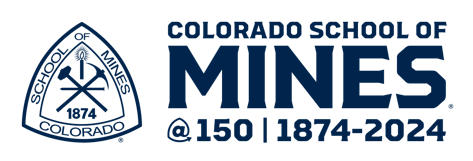 SCHOOL OF MINES
1874
COLORADO
®
COLORADO SCHOOL OF
MINES®
@150 | 1874-2024